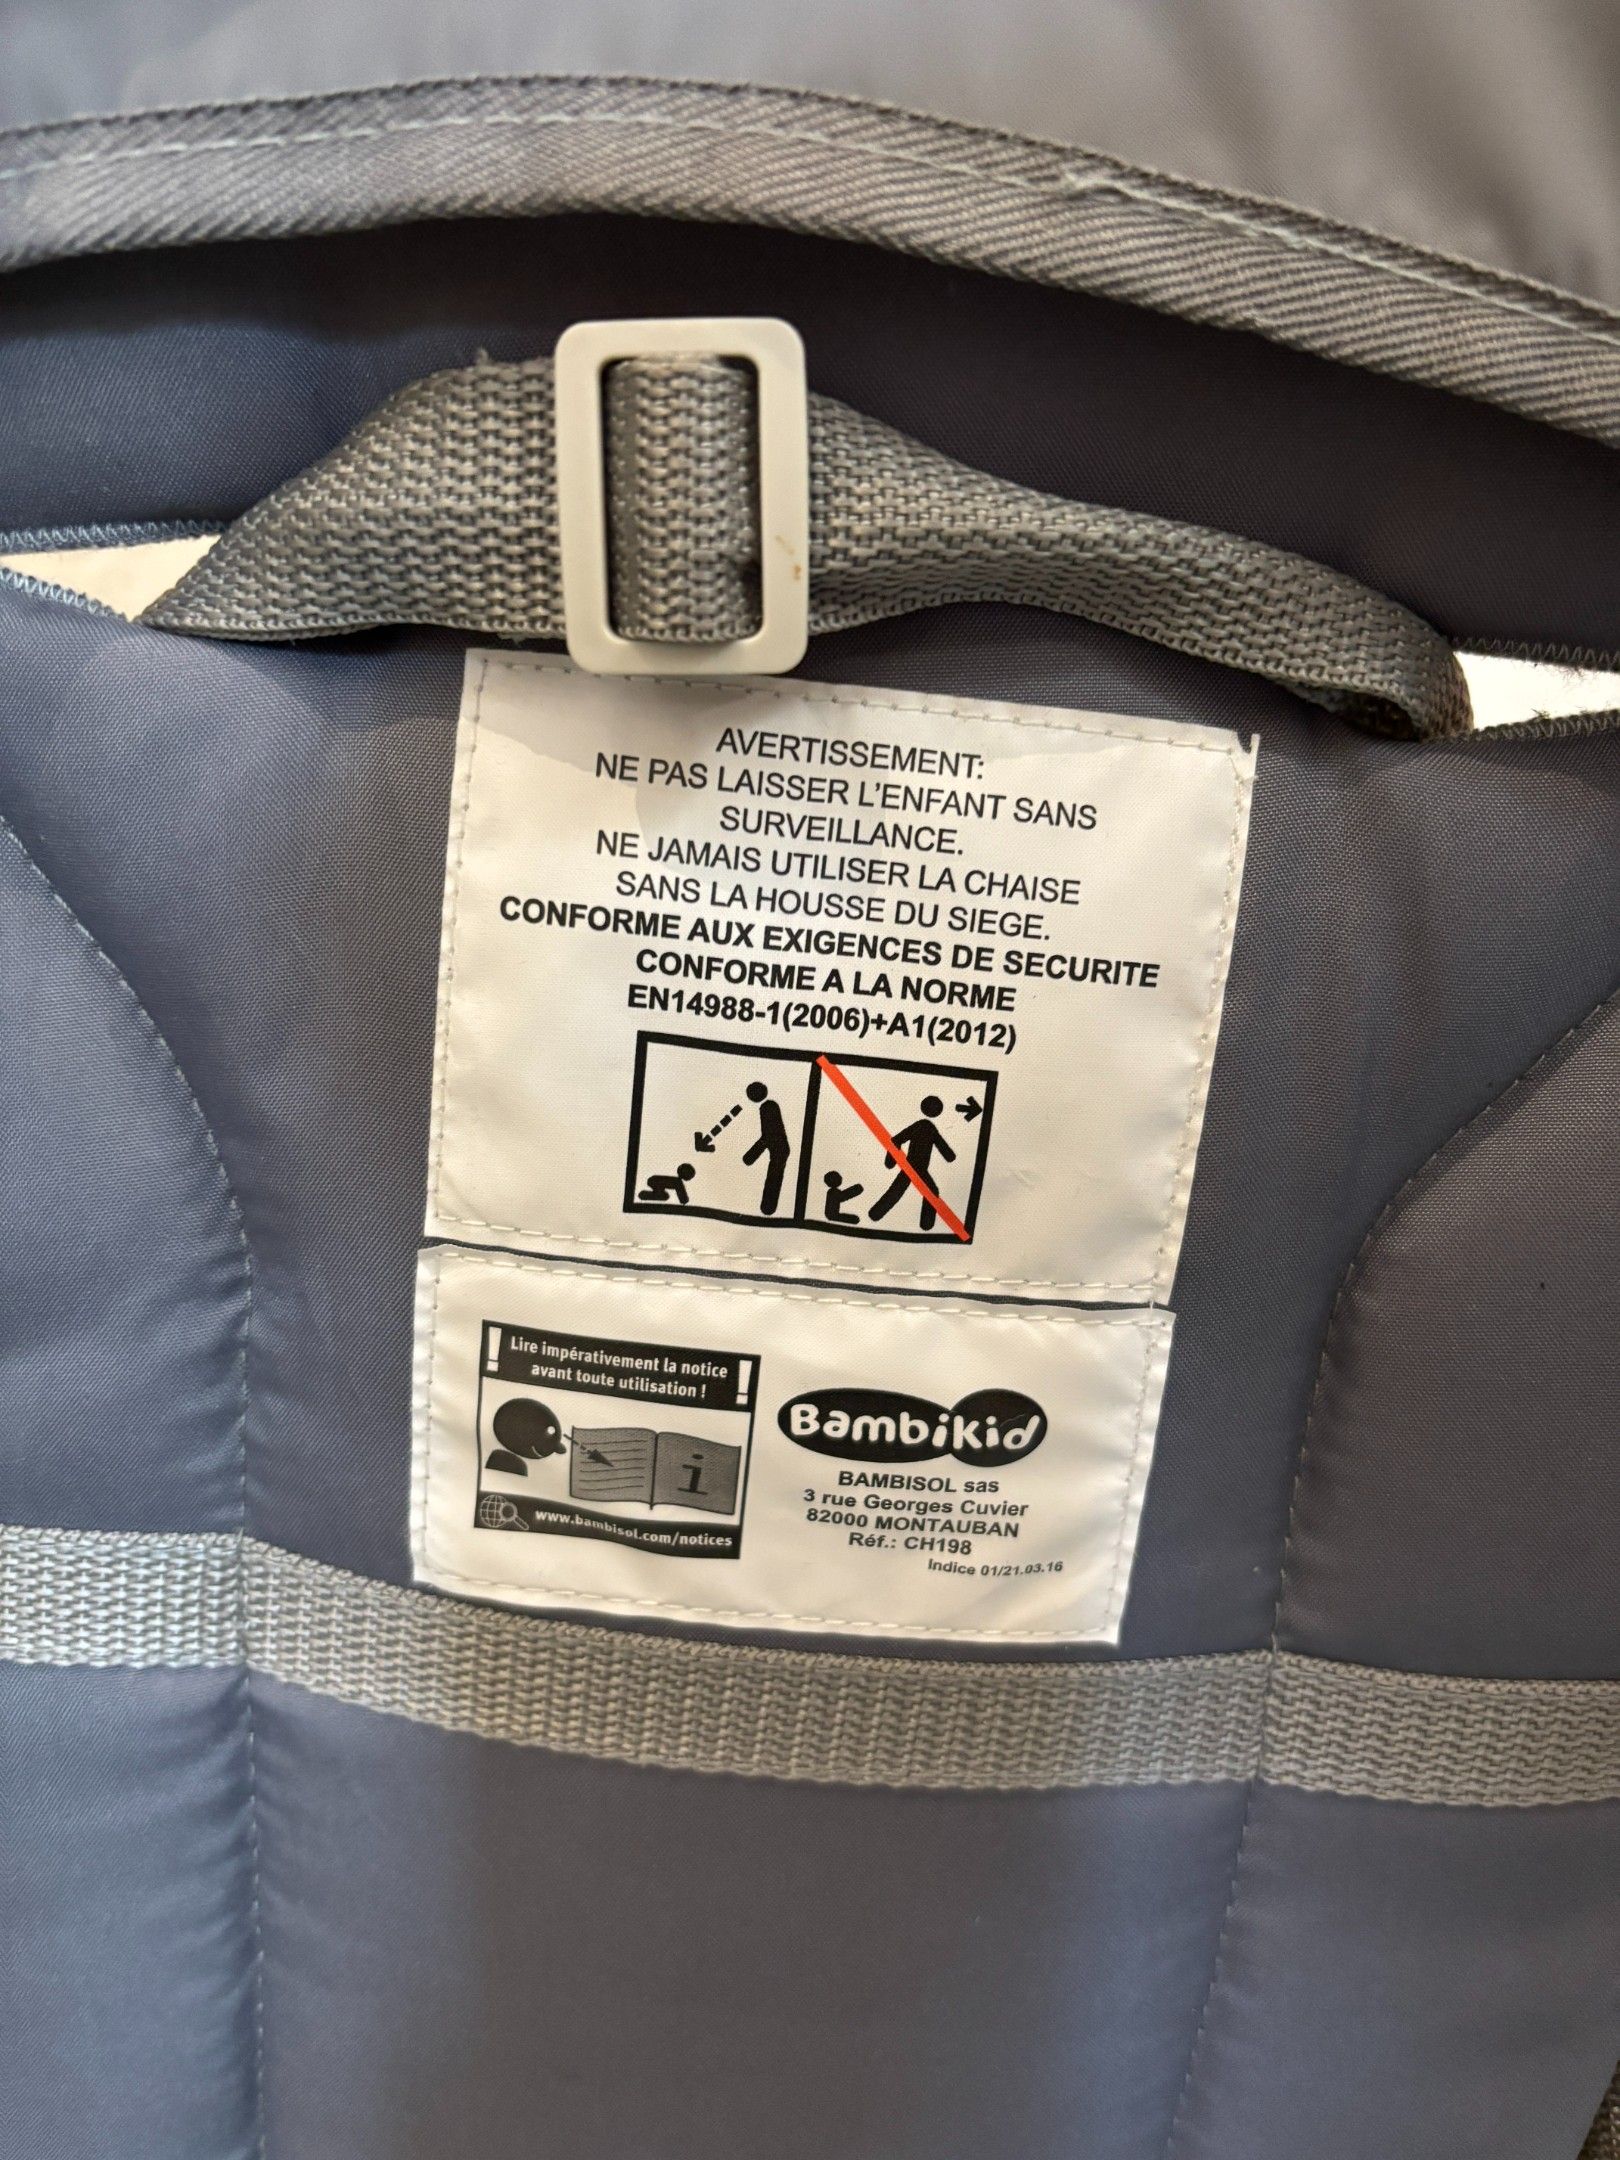 AVERTISSEMENT:
NE PAS LAISSER L'ENFANT SANS
SURVEILLANCE.
NE JAMAIS UTILISER LA CHAISE
SANS LA HOUSSE DU SIEGE.
CONFORME AUX EXIGENCES DE SECURITE
CONFORME A LA NORME
EN14988-1(2006)+A1(2012)
! Lire impérativement la notice !
avant toute utilisation !
i
www.bambisol.com/notices
Bambikid
BAMBISOL sas
3 rue Georges Cuvier
82000 MONTAUBAN
Réf.: CH198
Indice 01/21.03.16